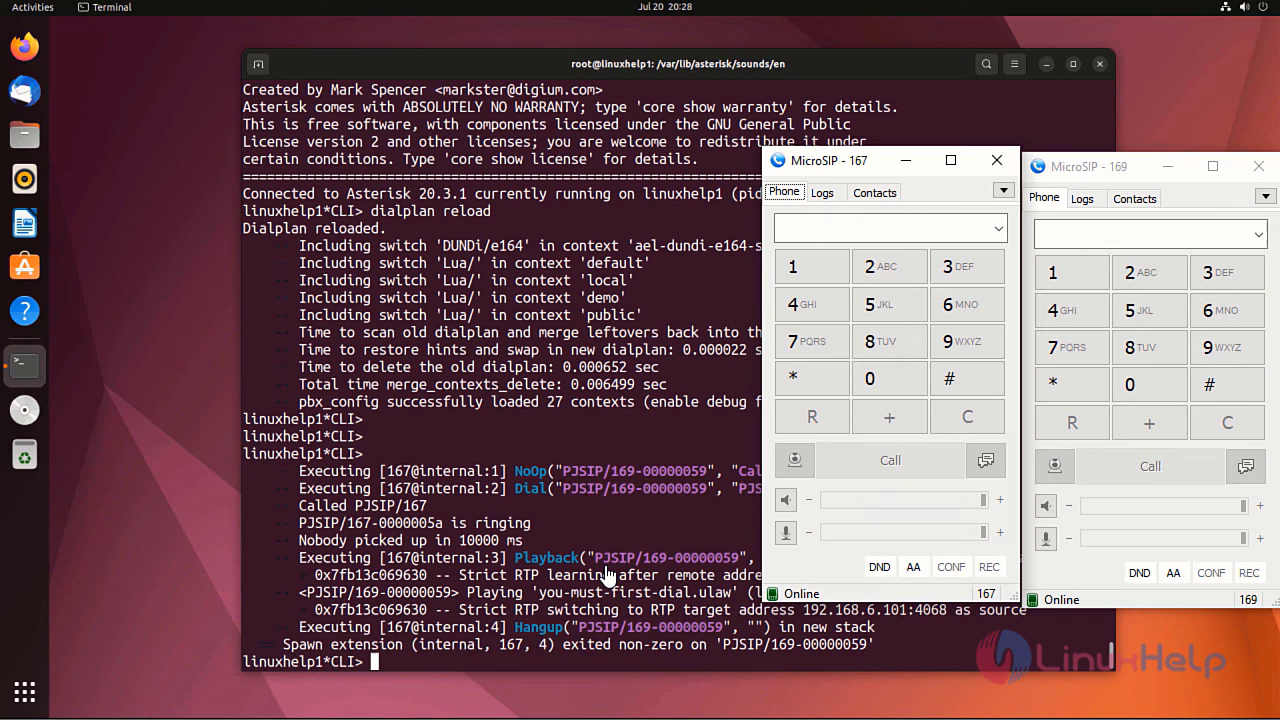 Activities
Terminal
Jul 20 20:28
root@linuxhelp1: /var/lib/asterisk/sounds/en
Created by Mark Spencer <markster@digium.com>
Asterisk comes with ABSOLUTELY NO WARRANTY; type 'core show warranty' for details.
This is free software, with components licensed under the GNU General Public
License version 2 and other licenses; you are welcome to redistribute it under
certain conditions. Type 'core show license' for details.
=========================================================================
Connected to Asterisk 20.3.1 currently running on linuxhelp1 (pid
linuxhelp1*CLI> dialplan reload
Dialplan reloaded.
-- Including switch 'DUNDi/e164' in context 'ael-dundi-e164-s
-- Including switch 'Lua/' in context 'default'
-- Including switch 'Lua/' in context 'local'
-- Including switch 'Lua/' in context 'demo'
-- Including switch 'Lua/' in context 'public'
-- Time to scan old dialplan and merge leftovers back into th
-- Time to restore hints and swap in new dialplan: 0.000022 s
-- Time to delete the old dialplan: 0.000652 sec
-- Total time merge_contexts_delete: 0.006499 sec
-- pbx_config successfully loaded 27 contexts (enable debug f
linuxhelp1*CLI>
linuxhelp1*CLI>
linuxhelp1*CLI>
-- Executing [167@internal:1] NoOp("PJSIP/169-00000059", "Cal
-- Executing [167@internal:2] Dial("PJSIP/169-00000059", "PJS
-- Called PJSIP/167
-- PJSIP/167-0000005a is ringing
-- Nobody picked up in 10000 ms
-- Executing [167@internal:3] Playback("PJSIP/169-00000059",
> 0x7fb13c069630 -- Strict RTP learning after remote addre
-- <PJSIP/169-00000059> Playing 'you-must-first-dial.ulaw' (l
> 0x7fb13c069630 -- Strict RTP switching to RTP target address 192.168.6.101:4068 as source
-- Executing [167@internal:4] Hangup("PJSIP/169-00000059", "") in new stack
== Spawn extension (internal, 167, 4) exited non-zero on 'PJSIP/169-00000059'
linuxhelp1*CLI>
MicroSIP - 167
Phone Logs Contacts
1 2 ABC 3 DEF
4 GHI 5 JKL 6 MNO
7 PQRS 8 TUV 9 WXYZ
* 0 #
R + C
Call
- +
- +
DND AA CONF REC
Online 167
MicroSIP - 169
Phone Logs Contacts
1 2 ABC 3 DEF
4 GHI 5 JKL 6 MNO
7 PQRS 8 TUV 9 WXYZ
* 0 #
R + C
Call
- +
- +
DND AA CONF REC
Online 169
LinuxHelp